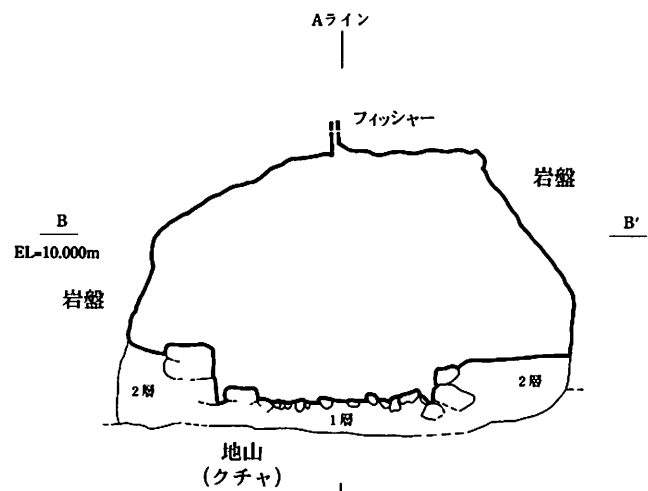 Aライン
フィッシャー
岩盤
B
B'
EL=10.000m
岩盤
2層
2層
1層
地山
(クチャ)